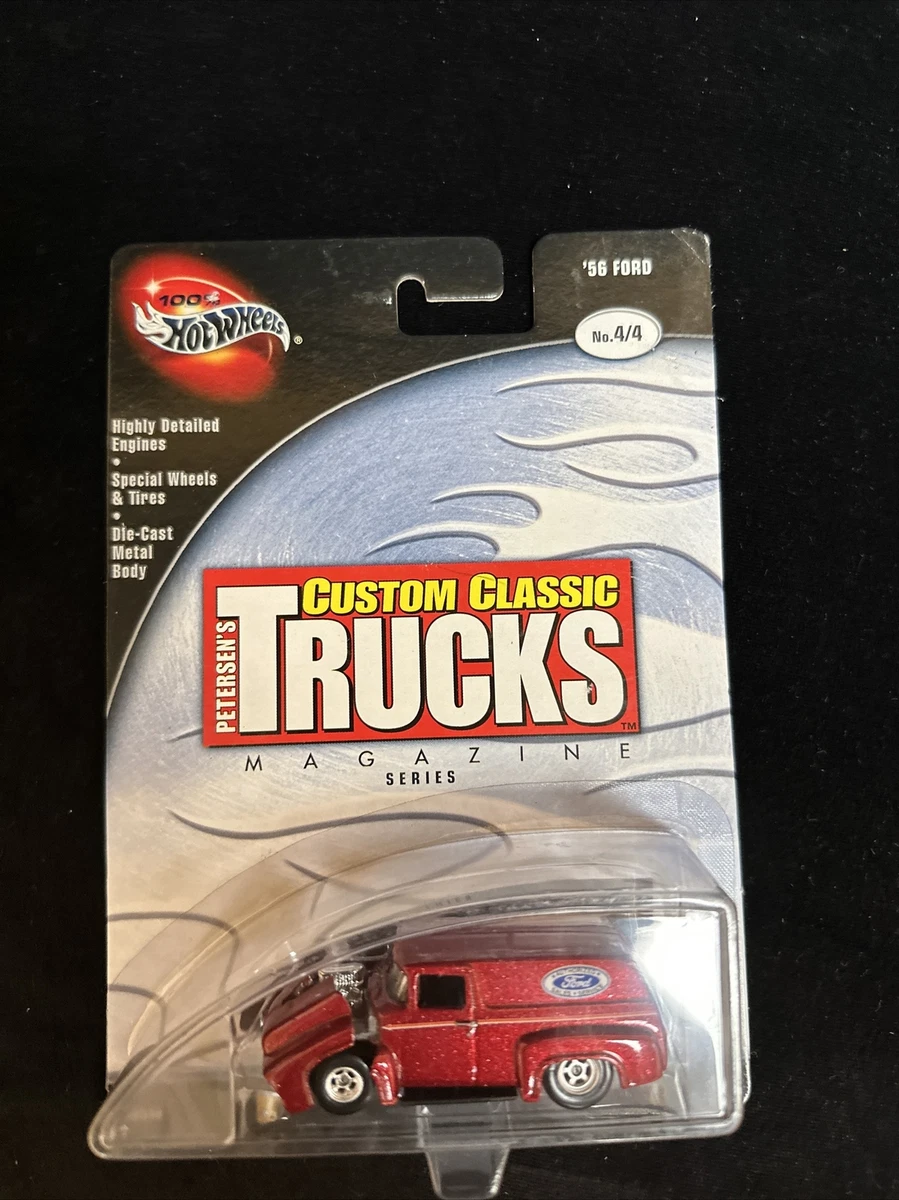 100%
HOT WHEELS®
'56 FORD
No.4/4
Highly Detailed
Engines
•
Special Wheels
& Tires
•
Die-Cast
Metal
Body
PETERSEN'S
CUSTOM CLASSIC
TRUCKS™
MAGAZINE
SERIES
Ford